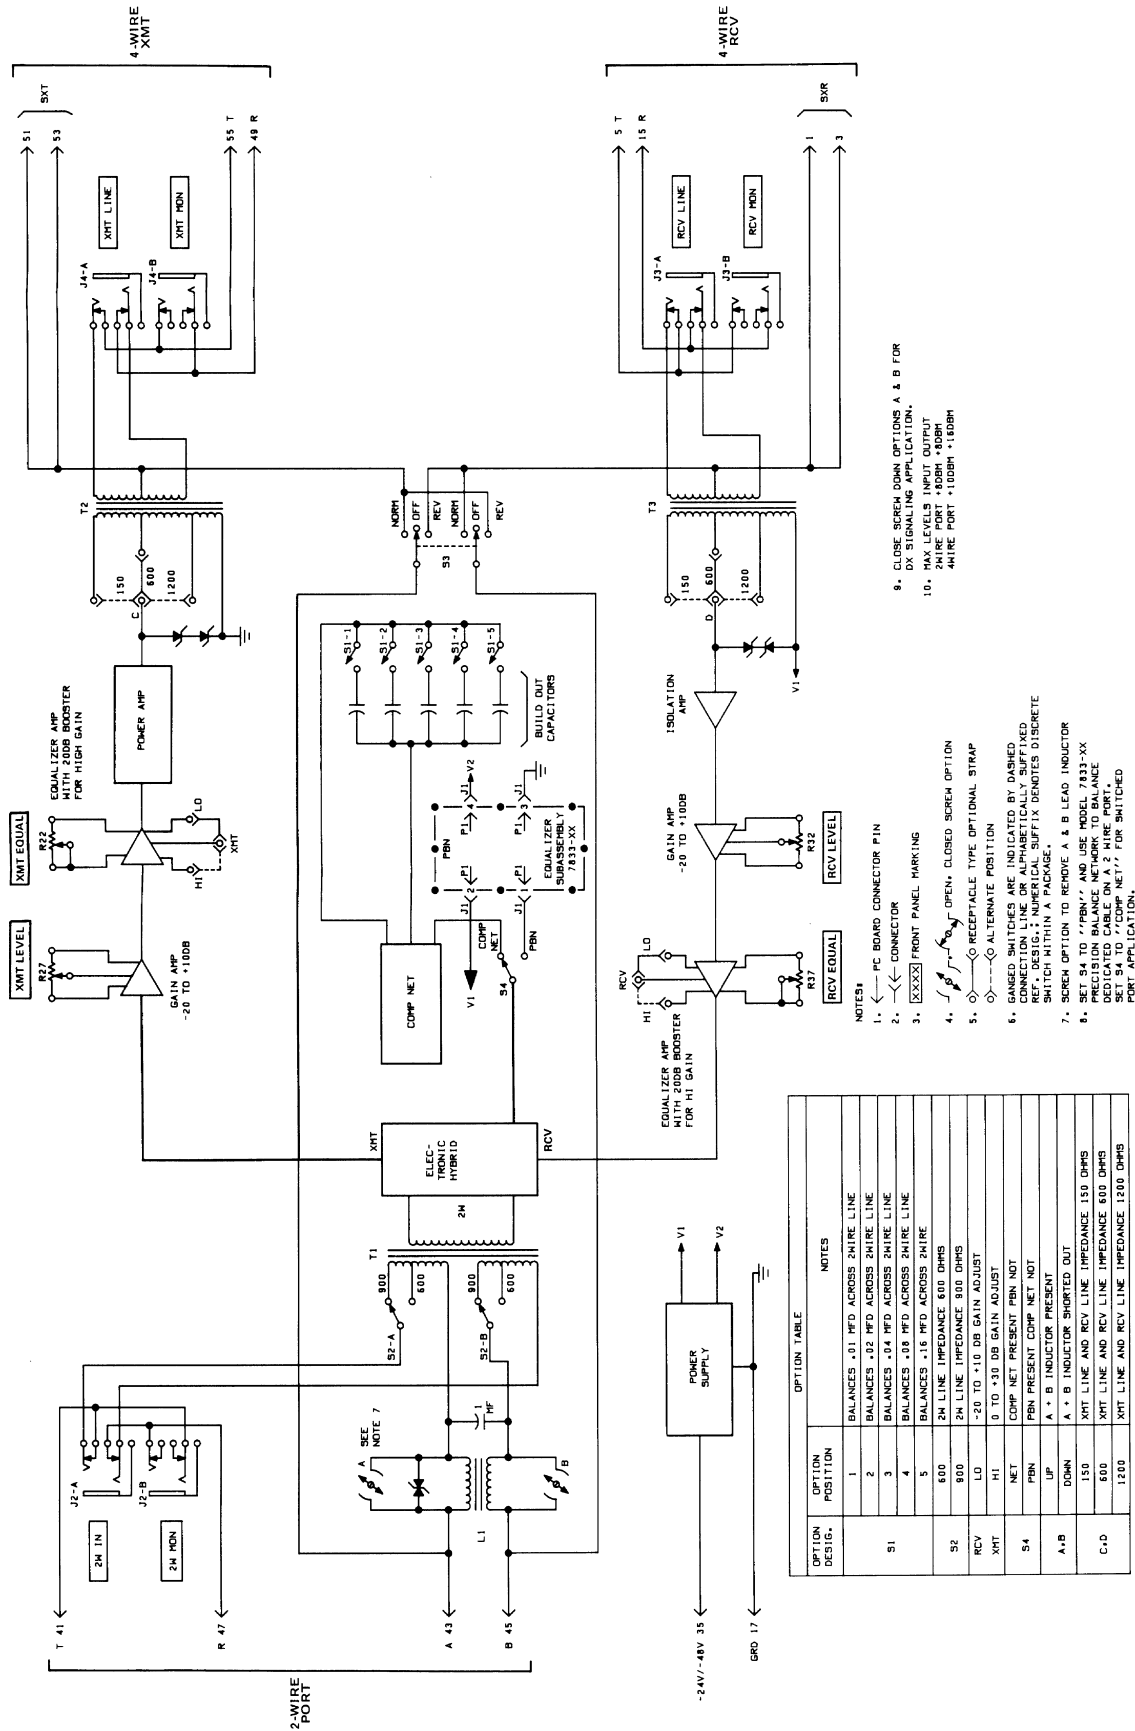 2-WIRE
PORT
T 41
R 47
A 43
B 45
-24V/-48V 35
GRD 17
J2-A
J2-B
2W IN
2W MON
SEE
NOTE 7
A
B
L1
1
MF
S2-A
S2-B
900
600
900
600
T1
2W
ELEC-
TRONIC
HYBRID
XMT
RCV
POWER
SUPPLY
V1
V2
XMT LEVEL
R27
GAIN AMP
-20 TO +10DB
XMT EQUAL
R22
EQUALIZER AMP
WITH 20DB BOOSTER
FOR HIGH GAIN
HI
LO
XMT
POWER AMP
C
150
600
1200
T2
J4-A
J4-B
XMT LINE
XMT MON
51
53
SXT
55 T
49 R
4-WIRE
XMT
COMP NET
V1
S4
COMP
NET
PBN
J1
2
P1
J1
1
P1
PBN
EQUALIZER
SUBASSEMBLY
7833-XX
P1
4
J1
V2
P1
3
J1
BUILD OUT
CAPACITORS
S1-1
S1-2
S1-3
S1-4
S1-5
S3
NORM
OFF
REV
NORM
OFF
REV
EQUALIZER AMP
WITH 20DB BOOSTER
FOR HI GAIN
HI
LO
RCV
R37
RCV EQUAL
GAIN AMP
-20 TO +10DB
R32
RCV LEVEL
ISOLATION
AMP
V1
D
150
600
1200
T3
J3-A
J3-B
RCV LINE
RCV MON
5 T
15 R
1
3
SXR
4-WIRE
RCV
OPTION TABLE
OPTION
DESIG.
OPTION
POSITION
NOTES
S1
1 BALANCES .01 MFD ACROSS 2WIRE LINE
2 BALANCES .02 MFD ACROSS 2WIRE LINE
3 BALANCES .04 MFD ACROSS 2WIRE LINE
4 BALANCES .08 MFD ACROSS 2WIRE LINE
5 BALANCES .16 MFD ACROSS 2WIRE
S2
600 2W LINE IMPEDANCE 600 OHMS
900 2W LINE IMPEDANCE 900 OHMS
RCV LO -20 TO +10 DB GAIN ADJUST
XMT HI 0 TO +30 DB GAIN ADJUST
S4
NET COMP NET PRESENT PBN NOT
PBN PBN PRESENT COMP NET NOT
A,B
UP A + B INDUCTOR PRESENT
DOWN A + B INDUCTOR SHORTED OUT
C,D
150 XMT LINE AND RCV LINE IMPEDANCE 150 OHMS
600 XMT LINE AND RCV LINE IMPEDANCE 600 OHMS
1200 XMT LINE AND RCV LINE IMPEDANCE 1200 OHMS
NOTES:
1. PC BOARD CONNECTOR PIN
2. CONNECTOR
3. XXXX FRONT PANEL MARKING
4. OPEN, CLOSED SCREW OPTION
5. RECEPTACLE TYPE OPTIONAL STRAP
ALTERNATE POSITION
6. GANGED SWITCHES ARE INDICATED BY DASHED
CONNECTION LINE OR ALPHABETICALLY SUFFIXED
REF. DESIG.; NUMERICAL SUFFIX DENOTES DISCRETE
SWITCH WITHIN A PACKAGE.
7. SCREW OPTION TO REMOVE A & B LEAD INDUCTOR
8. SET S4 TO ''PBN'' AND USE MODEL 7833-XX
PRECISION BALANCE NETWORK TO BALANCE
DEDICATED CABLE ON A 2 WIRE PORT.
SET S4 TO ''COMP NET'' FOR SWITCHED
PORT APPLICATION.
9. CLOSE SCREW DOWN OPTIONS A & B FOR
DX SIGNALING APPLICATION.
10. MAX LEVELS INPUT OUTPUT
2WIRE PORT +8DBM +8DBM
4WIRE PORT +10DBM +16DBM